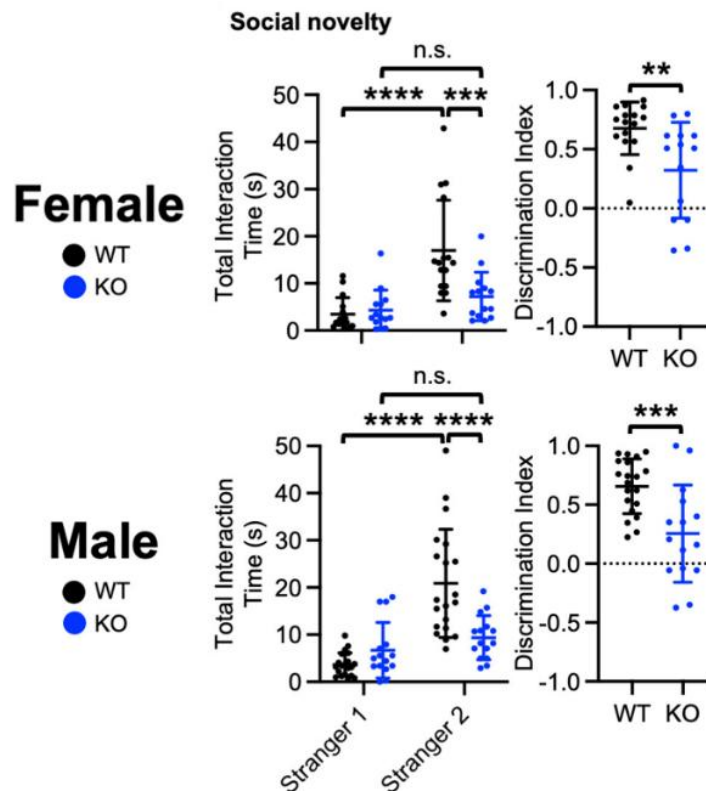 Social novelty
Female
WT
KO
Total Interaction
Time (s)
50
40
30
20
10
0
n.s.
**** ***
Discrimination Index
1.0
0.5
0.0
-0.5
-1.0
**
WT KO
Male
WT
KO
Total Interaction
Time (s)
50
40
30
20
10
0
n.s.
**** ****
Stranger 1
Stranger 2
Discrimination Index
1.0
0.5
0.0
-0.5
-1.0
***
WT KO